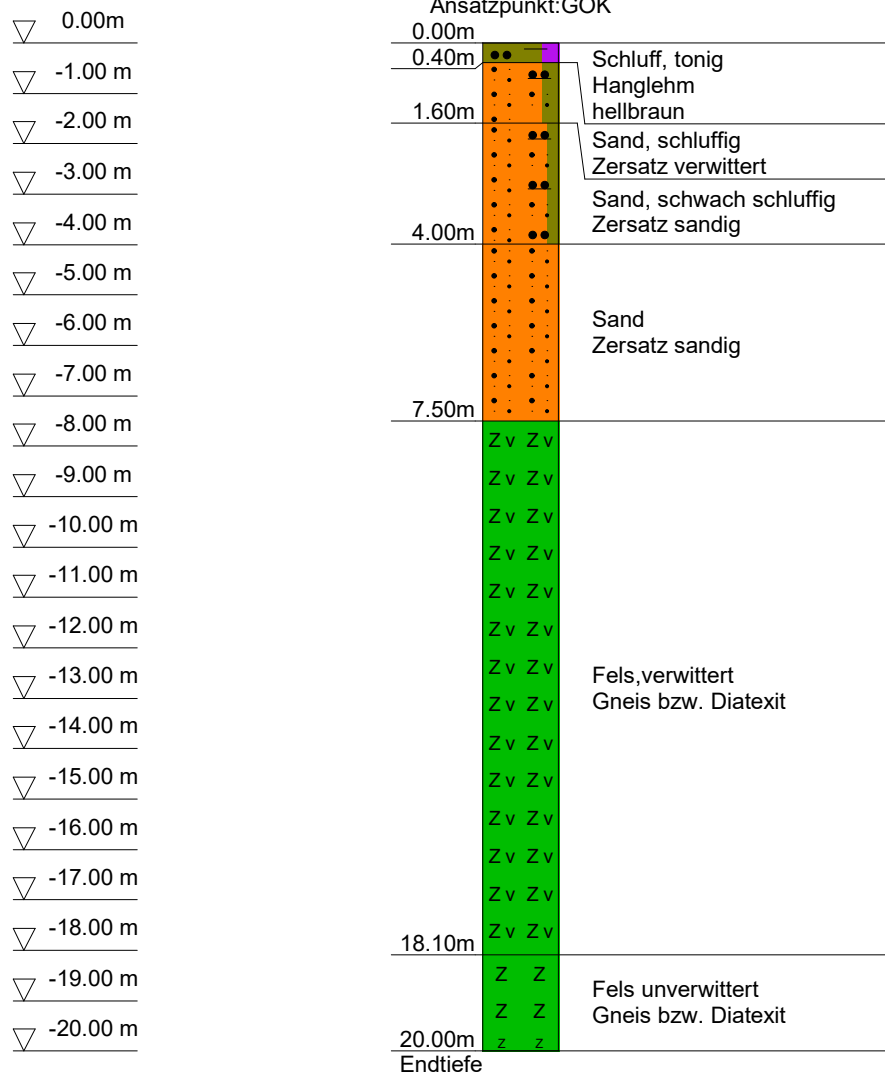 Ansatzpunkt:GOK
0.00m
-1.00 m
-2.00 m
-3.00 m
-4.00 m
-5.00 m
-6.00 m
-7.00 m
-8.00 m
-9.00 m
-10.00 m
-11.00 m
-12.00 m
-13.00 m
-14.00 m
-15.00 m
-16.00 m
-17.00 m
-18.00 m
-19.00 m
-20.00 m
0.00m
0.40m
1.60m
4.00m
7.50m
18.10m
20.00m
Endtiefe
Z v Z v
Z v Z v
Z v Z v
Z v Z v
Z v Z v
Z v Z v
Z v Z v
Z v Z v
Z v Z v
Z v Z v
Z v Z v
Z v Z v
Z v Z v
Z v Z v
Z Z
Z Z
Z Z
Schluff, tonig
Hanglehm
hellbraun
Sand, schluffig
Zersatz verwittert
Sand, schwach schluffig
Zersatz sandig
Sand
Zersatz sandig
Fels,verwittert
Gneis bzw. Diatexit
Fels unverwittert
Gneis bzw. Diatexit